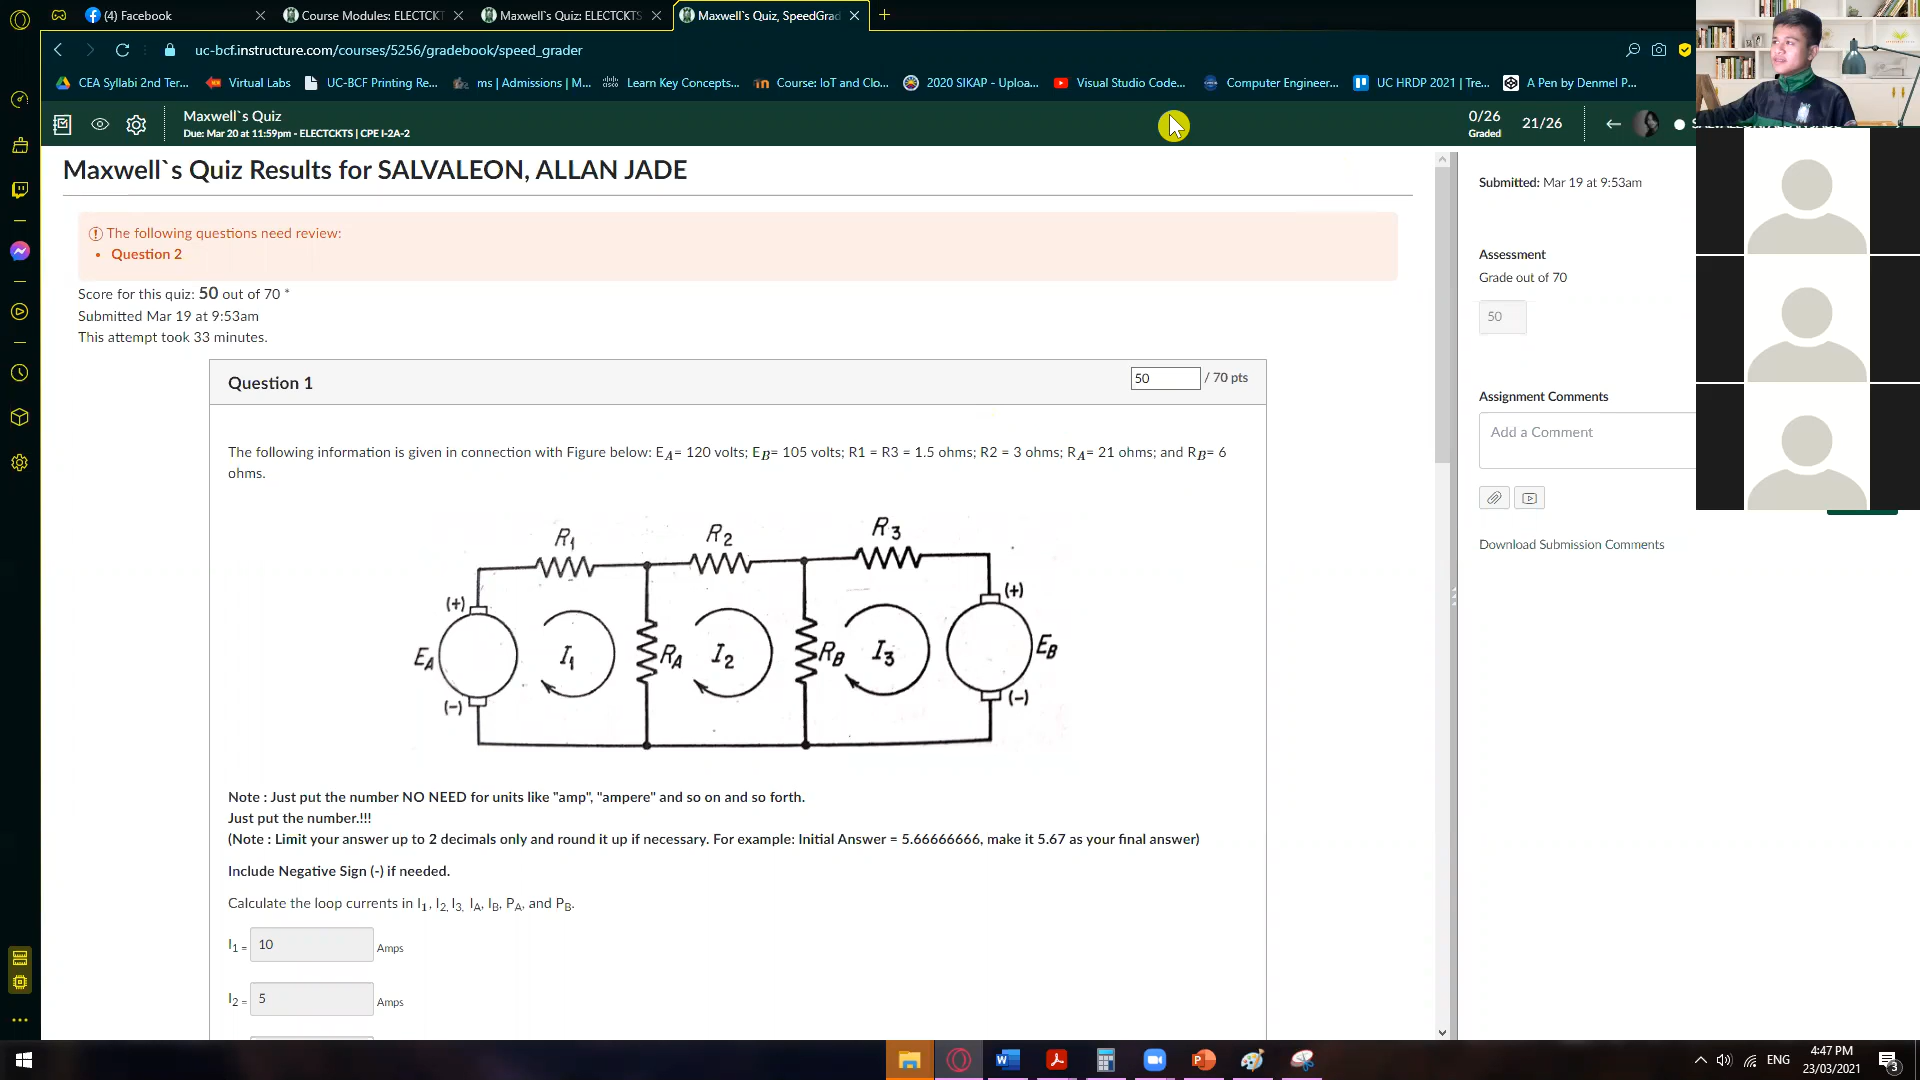 (4) Facebook
Course Modules: ELECTCKT
Maxwell`s Quiz: ELECTCKTS
Maxwell`s Quiz, SpeedGrad
uc-bcf.instructure.com/courses/5256/gradebook/speed_grader
CEA Syllabi 2nd Ter...
Virtual Labs
UC-BCF Printing Re...
ms | Admissions | M...
Learn Key Concepts...
Course: IoT and Clo...
2020 SIKAP - Uploa...
Visual Studio Code...
Computer Engineer...
UC HRDP 2021 | Tre...
A Pen by Denmel P...
Maxwell`s Quiz
Due: Mar 20 at 11:59pm - ELECTCKTS | CPE I-2A-2
0/26
Graded
21/26
Maxwell`s Quiz Results for SALVALEON, ALLAN JADE
The following questions need review:
Question 2
Score for this quiz: 50 out of 70 *
Submitted Mar 19 at 9:53am
This attempt took 33 minutes.
Question 1
50 / 70 pts
The following information is given in connection with Figure below: EA= 120 volts; EB= 105 volts; R1 = R3 = 1.5 ohms; R2 = 3 ohms; RA= 21 ohms; and RB= 6
ohms.
R1 R2 R3
(+) (+)
EA I1 RA I2 RB I3 EB
(-) (-)
Note : Just put the number NO NEED for units like "amp", "ampere" and so on and so forth.
Just put the number.!!!
(Note : Limit your answer up to 2 decimals only and round it up if necessary. For example: Initial Answer = 5.66666666, make it 5.67 as your final answer)
Include Negative Sign (-) if needed.
Calculate the loop currents in I1, I2, I3, IA, IB, PA, and PB.
I1 = 10 Amps
I2 = 5 Amps
Submitted: Mar 19 at 9:53am
Assessment
Grade out of 70
50
Assignment Comments
Add a Comment
Download Submission Comments
ENG
4:47 PM
23/03/2021
3